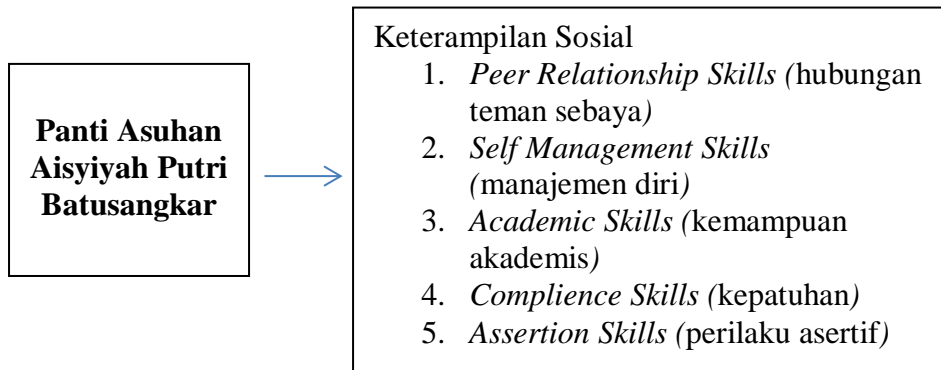 Panti Asuhan
Aisyiyah Putri
Batusangkar
Keterampilan Sosial
1. Peer Relationship Skills (hubungan
teman sebaya)
2. Self Management Skills
(manajemen diri)
3. Academic Skills (kemampuan
akademis)
4. Complience Skills (kepatuhan)
5. Assertion Skills (perilaku asertif)